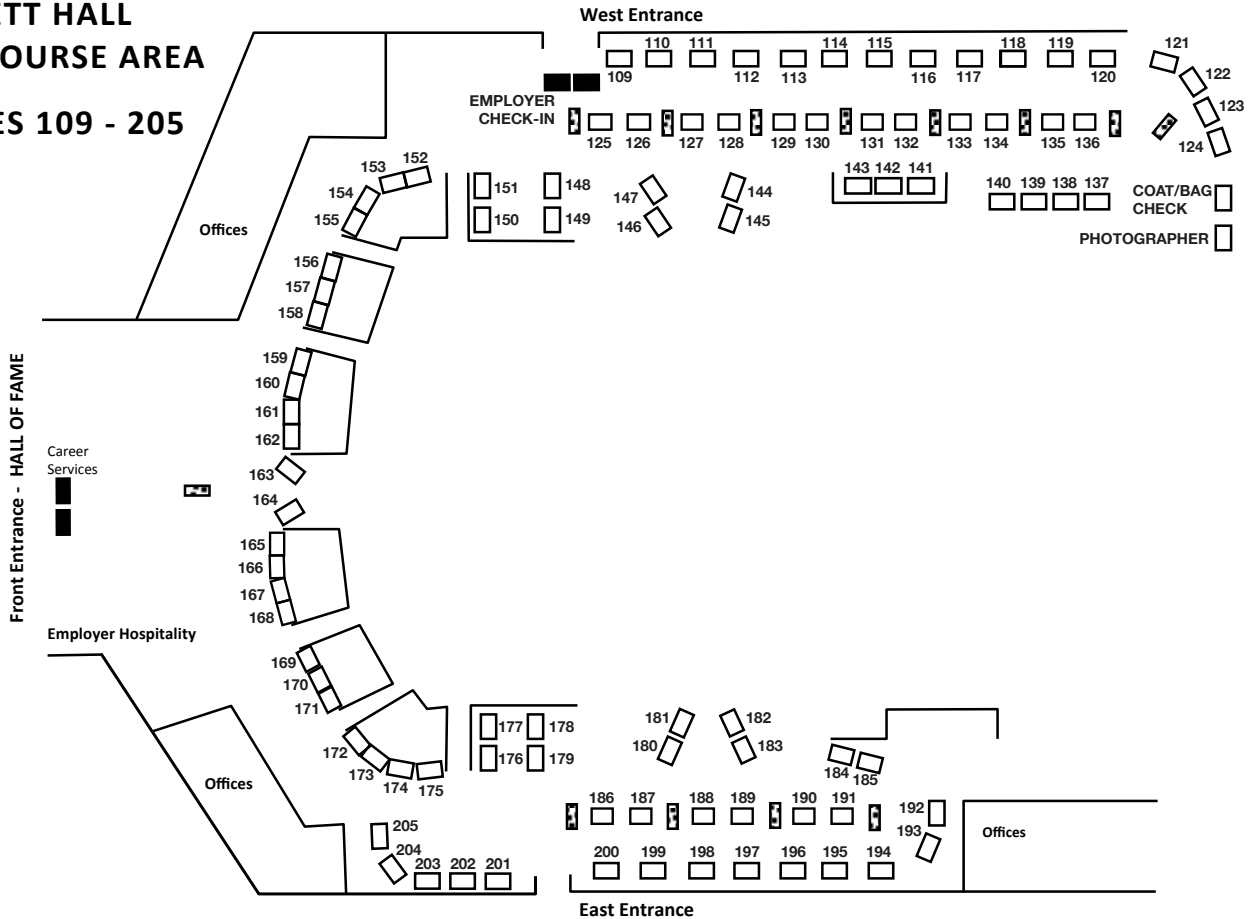 ETT HALL
OURSE AREA
ES 109 - 205
West Entrance
110 111 114 115 118 119 121
109 112 113 116 117 120 122
123
124
EMPLOYER
CHECK-IN
125 126 127 128 129 130 131 132 133 134 135 136
153 152
154
155
151 148
150 149
147
146
144
145
143 142 141
140 139 138 137
COAT/BAG
CHECK
PHOTOGRAPHER
Offices
156
157
158
159
160
161
162
163
164
165
166
167
168
169
170
171
172
173
174 175
Front Entrance - HALL OF FAME
Career
Services
Employer Hospitality
Offices
177 178
176 179
181 182
180 183
184 185
186 187 188 189 190 191
192
193
Offices
205
204
203 202 201
200 199 198 197 196 195 194
East Entrance